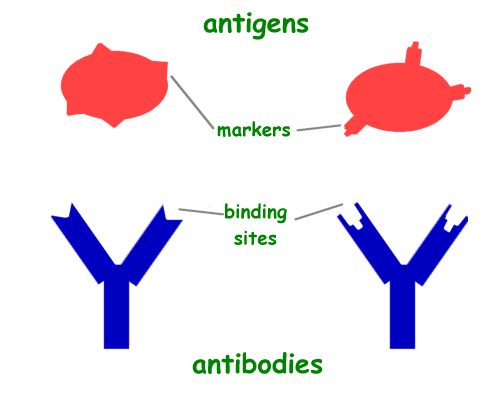 antigens
markers
binding
sites
antibodies